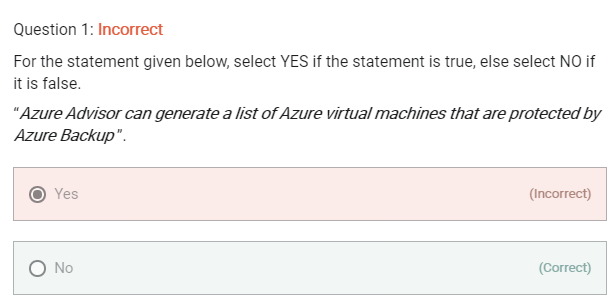 Question 1: Incorrect
For the statement given below, select YES if the statement is true, else select NO if
it is false.
"Azure Advisor can generate a list of Azure virtual machines that are protected by
Azure Backup".
Yes (Incorrect)
No (Correct)